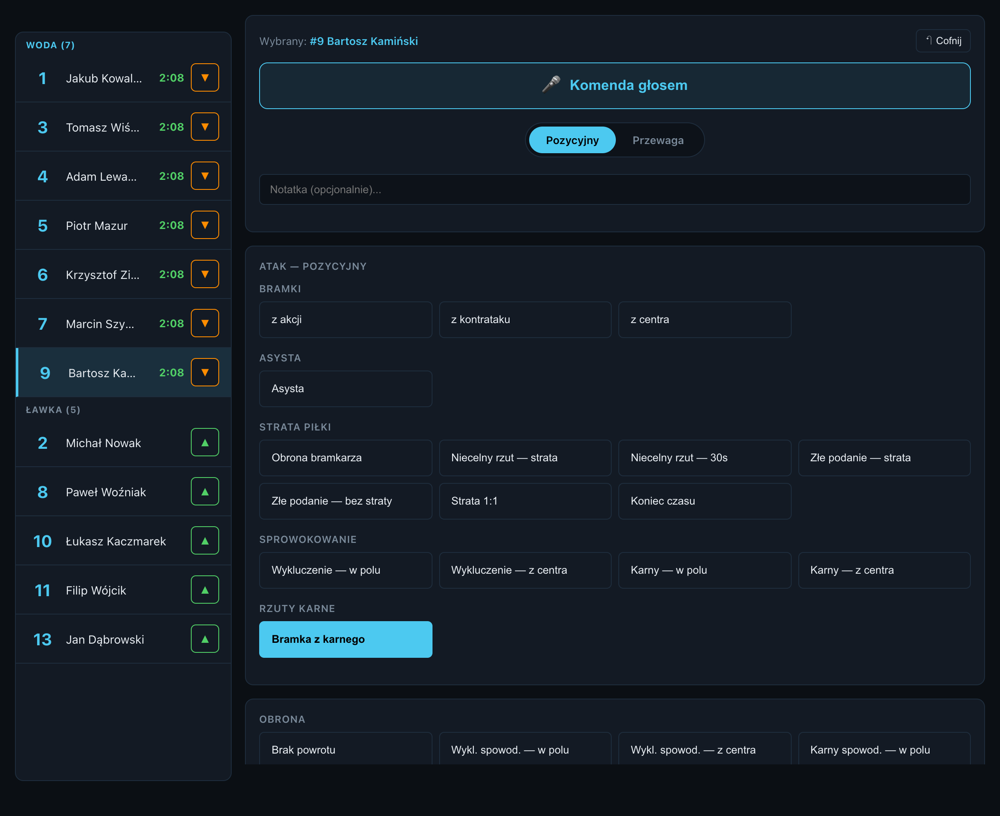 WODA (7)
1 Jakub Kowal... 2:08 ▼
3 Tomasz Wiś... 2:08 ▼
4 Adam Lewa... 2:08 ▼
5 Piotr Mazur 2:08 ▼
6 Krzysztof Zi... 2:08 ▼
7 Marcin Szy... 2:08 ▼
9 Bartosz Ka... 2:08 ▼
ŁAWKA (5)
2 Michał Nowak ▲
8 Paweł Woźniak ▲
10 Łukasz Kaczmarek ▲
11 Filip Wójcik ▲
13 Jan Dąbrowski ▲
Wybrany: #9 Bartosz Kamiński
Cofnij
Komenda głosem
Pozycyjny Przewaga
Notatka (opcjonalnie)...
ATAK — POZYCYJNY
BRAMKI
z akcji z kontrataku z centra
ASYSTA
Asysta
STRATA PIŁKI
Obrona bramkarza Niecelny rzut — strata Niecelny rzut — 30s Złe podanie — strata
Złe podanie — bez straty Strata 1:1 Koniec czasu
SPROWOKOWANIE
Wykluczenie — w polu Wykluczenie — z centra Karny — w polu Karny — z centra
RZUTY KARNE
Bramka z karnego
OBRONA
Brak powrotu Wykl. spowod. — w polu Wykl. spowod. — z centra Karny spowod. — w polu